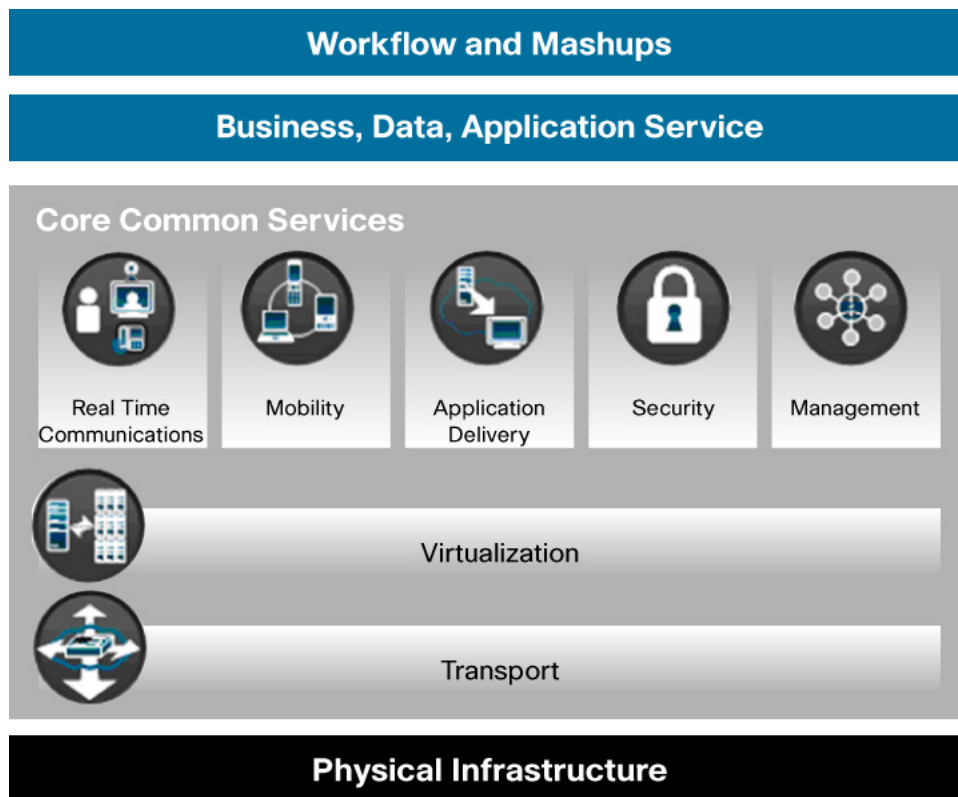 Workflow and Mashups
Business, Data, Application Service
Core Common Services
Real Time
Communications
Mobility
Application
Delivery
Security
Management
Virtualization
Transport
Physical Infrastructure